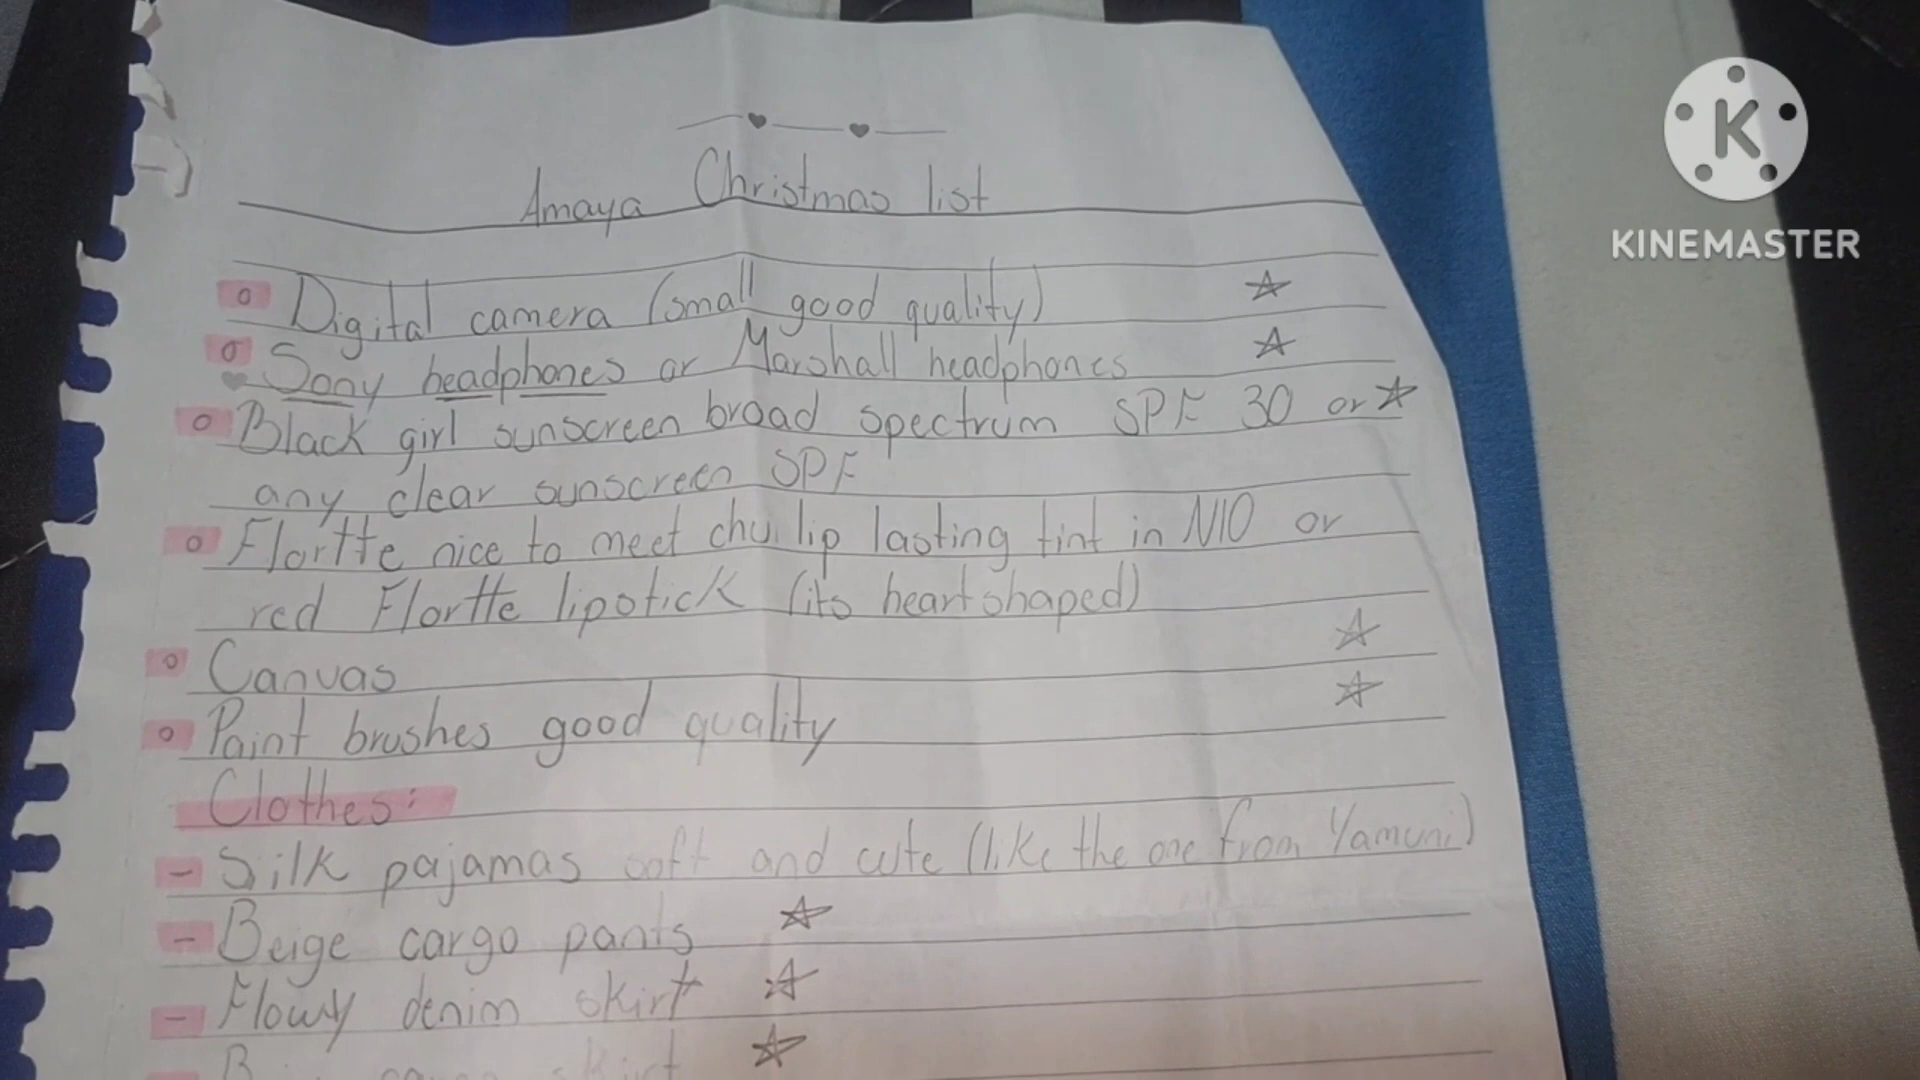 Amaya Christmas list
Digital camera (small good quality)
Sony headphones or Marshall headphones
Black girl sunscreen broad spectrum SPF 30 or
any clear sunscreen SPF
Flortte nice to meet chu lip lasting tint in N10 or
red Flortte lipstick (its heart shaped)
Canvas
Paint brushes good quality
Clothes:
- Silk pajamas soft and cute (like the one from Yamuni)
- Beige cargo pants
- Flowy denim skirt
skirt
K
KINEMASTER